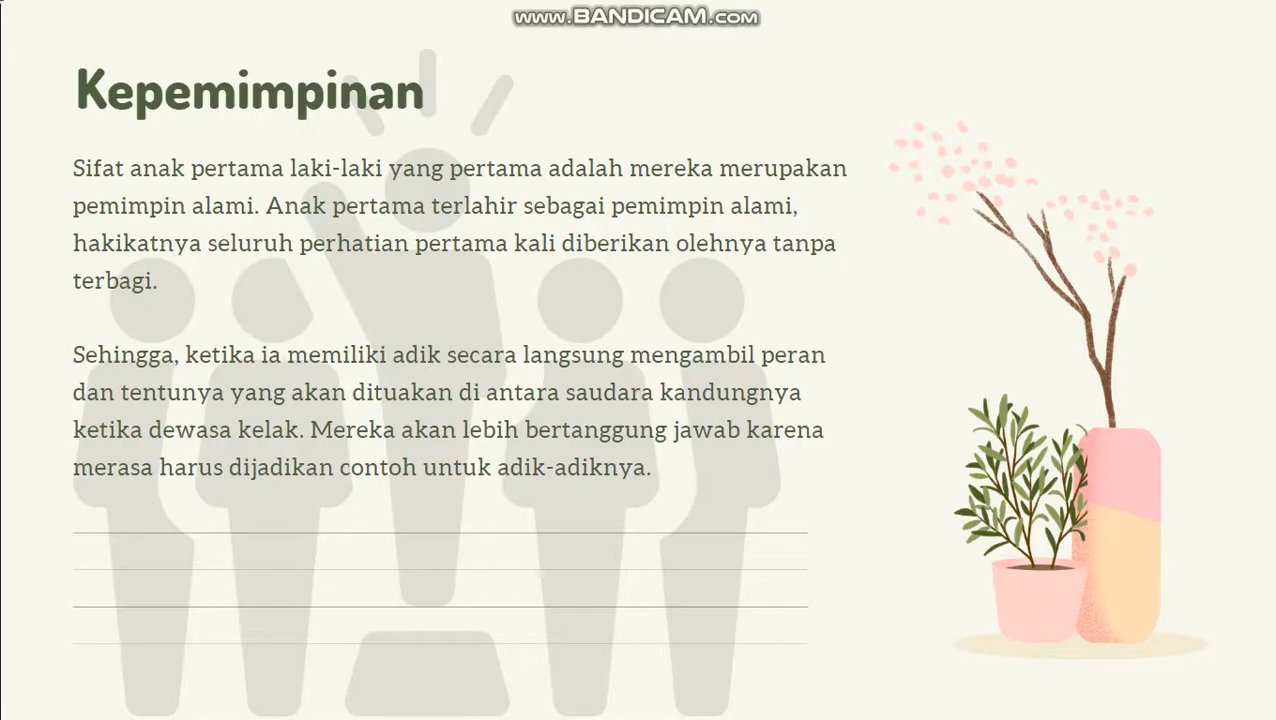 www.BANDICAM.com
Kepemimpinan
Sifat anak pertama laki-laki yang pertama adalah mereka merupakan
pemimpin alami. Anak pertama terlahir sebagai pemimpin alami,
hakikatnya seluruh perhatian pertama kali diberikan olehnya tanpa
terbagi.
Sehingga, ketika ia memiliki adik secara langsung mengambil peran
dan tentunya yang akan dituakan di antara saudara kandungnya
ketika dewasa kelak. Mereka akan lebih bertanggung jawab karena
merasa harus dijadikan contoh untuk adik-adiknya.